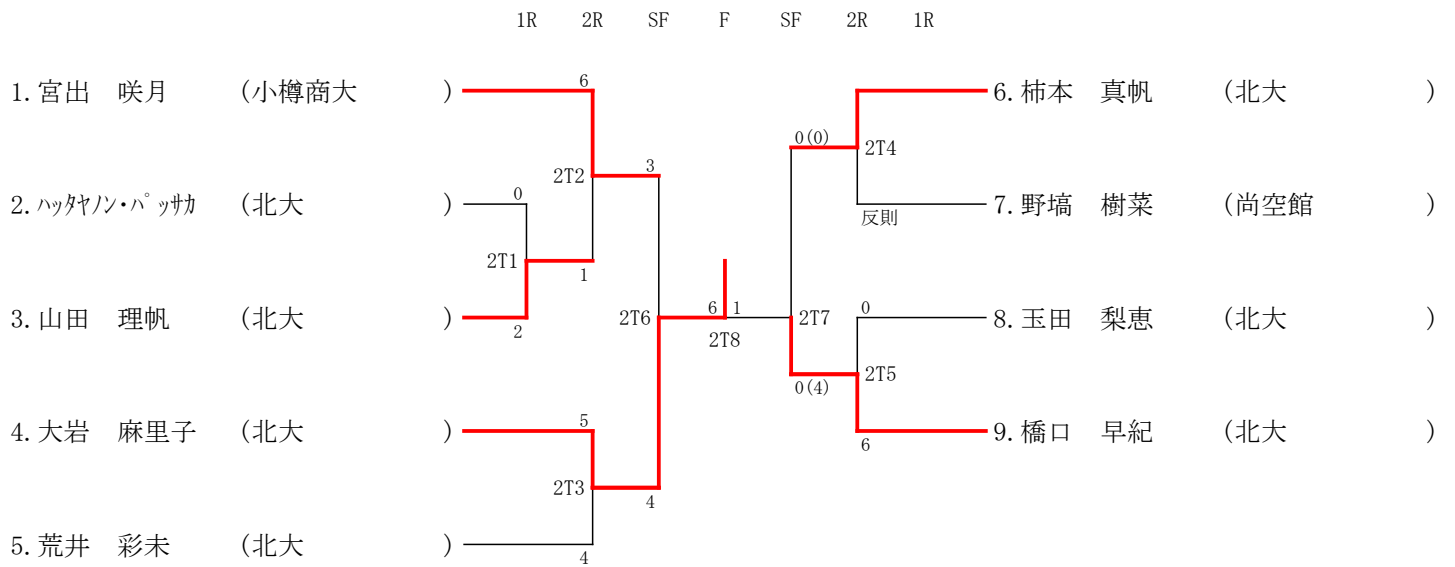 1R 2R SF F SF 2R 1R
1. 宮出 咲月 (小樽商大 ) 6 6. 柿本 真帆 (北大 )
0(0) 2T4
2T2 3
2. ハッタヤノン・パッサカ (北大 ) 0 7. 野塙 樹菜 (尚空館 )
反則
2T1 1
3. 山田 理帆 (北大 ) 2 2T6 6 1 2T7 0 8. 玉田 梨恵 (北大 )
2T8
0(4) 2T5
4. 大岩 麻里子 (北大 ) 5 6 9. 橋口 早紀 (北大 )
2T3 4
5. 荒井 彩未 (北大 ) 4